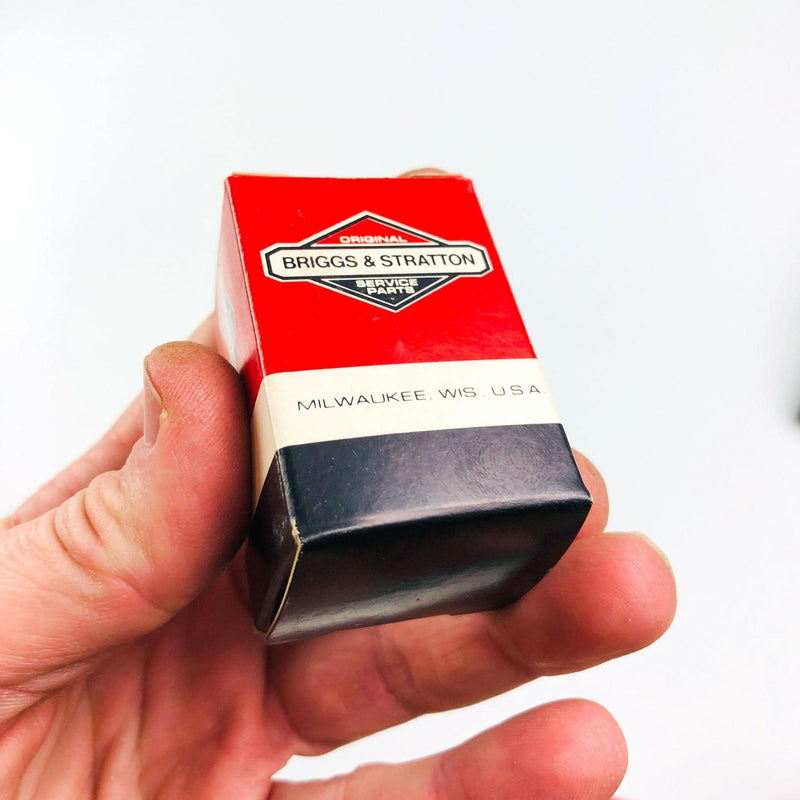 ORIGINAL
BRIGGS & STRATTON
SERVICE
PARTS
MILWAUKEE, WIS. U.S.A.